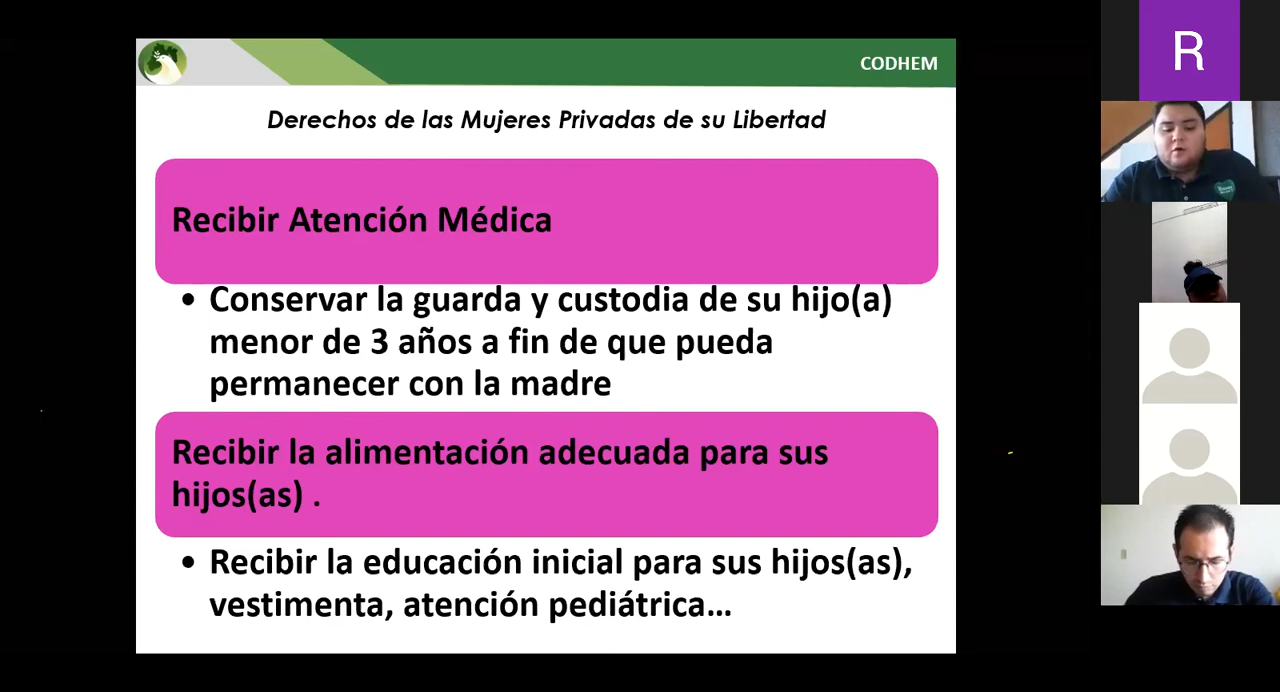 CODHEM
Derechos de las Mujeres Privadas de su Libertad
Recibir Atención Médica
• Conservar la guarda y custodia de su hijo(a)
menor de 3 años a fin de que pueda
permanecer con la madre
Recibir la alimentación adecuada para sus
hijos(as) .
• Recibir la educación inicial para sus hijos(as),
vestimenta, atención pediátrica...
R